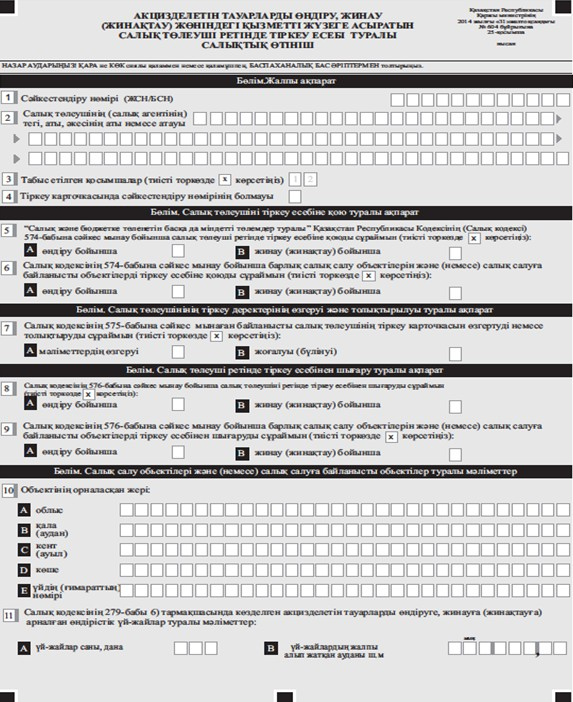 АКЦИЗДЕЛЕТІН ТАУАРЛАРДЫ ӨНДІРУ, ЖИНАУ
(ЖИНАҚТАУ) ЖӨНІНДЕГІ ҚЫЗМЕТТІ ЖҮЗЕГЕ АСЫРАТЫН
САЛЫҚ ТӨЛЕУШІ РЕТІНДЕ ТІРКЕУ ЕСЕБІ ТУРАЛЫ
САЛЫҚТЫҚ ӨТІНІШ
Қазақстан Республикасы
Қаржы министрінің
2014 жылғы «31 желтоқсандағы
№ 604 бұйрығына
25-қосымша
нысан
НАЗАР АУДАРЫҢЫЗ! ҚАРА не КӨК сиялы қаламмен немесе қаламұшпен, БАСПАХАНАЛЫҚ БАС ӘРІПТЕРМЕН толтырыңыз.
Бөлім.Жалпы ақпарат
1 Сәйкестендіру нөмірі (ЖСН/БСН)
2 Салық төлеушінің (салық агентінің)
тегі, аты, әкесінің аты немесе атауы
3 Табыс етілген қосымшалар (тиісті торкөзде x көрсетіңіз) 1 2
4 Тіркеу карточкасында сәйкестендіру нөмірінің болмауы
Бөлім. Салық төлеушіні тіркеу есебіне қою туралы ақпарат
5 "Салық және бюджетке төленетін басқа да міндетті төлемдер туралы" Қазақстан Республикасы Кодексінің (Салық кодексі)
574-бабына сәйкес мынау бойынша салық төлеуші ретінде тіркеу есебіне қоюды сұраймын (тиісті торкөзде x көрсетіңіз):
A өндіру бойынша B жинау (жинақтау) бойынша
6 Салық кодексінің 574-бабына сәйкес мынау бойынша барлық салық салу объектілерін және (немесе) салық салуға
байланысты объектілерді тіркеу есебіне қоюды сұраймын (тиісті торкөзде x көрсетіңіз):
A өндіру бойынша B жинау (жинақтау) бойынша
Бөлім. Салық төлеушінің тіркеу деректерінің өзгеруі және толықтырылуы туралы ақпарат
7 Салық кодексінің 575-бабына сәйкес мынаған байланысты салық төлеушінің тіркеу карточкасын өзгертуді немесе
толықтыруды сұраймын (тиісті торкөзде x көрсетіңіз):
A мәліметтердің өзгеруі B жоғалуы (бүлінуі)
Бөлім. Салық төлеуші ретінде тіркеу есебінен шығару туралы ақпарат
8 Салық кодексінің 576-бабына сәйкес мынау бойынша салық төлеушіні ретінде тіркеу есебінен шығаруды сұраймын
(тиісті торкөзде x көрсетіңіз):
A өндіру бойынша B жинау (жинақтау) бойынша
9 Салық кодексінің 576-бабына сәйкес мынау бойынша барлық салық салу объектілерін және (немесе) салық салуға
байланысты объектілерді тіркеу есебінен шығаруды сұраймын (тиісті торкөзде x көрсетіңіз):
A өндіру бойынша B жинау (жинақтау) бойынша
Бөлім. Салық салу объектілері және (немесе) салық салуға байланысты объектілер туралы мәліметтер
10 Объектінің орналасқан жері:
A облыс
B қала
(аудан)
C кент
(ауыл)
D көше
E үйдің (ғимараттың)
нөмірі
11 Салық кодексінің 279-бабы 6) тармақшасында көзделген акцизделетін тауарларды өндіруге, жинауға (жинақтауға)
арналған өндірістік үй-жайлар туралы мәліметтер:
A үй-жайлар саны, дана B үй-жайлардың жалпы
алып жатқан ауданы ш.м ,